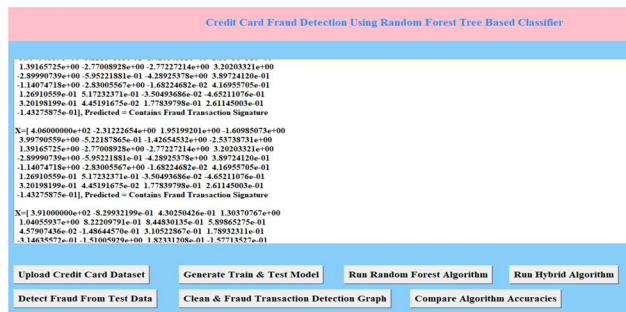 Credit Card Fraud Detection Using Random Forest Tree Based Classifier
1.39165725e+00 -2.77008928e+00 -2.77227214e+00 3.20203321e+00
-2.89990739e+00 -5.95221881e-01 -4.28925378e+00 3.89724120e-01
-1.14074718e+00 -2.83005567e+00 -1.68224682e-02 4.16955705e-01
1.26910559e-01 5.17232371e-01 -3.50493686e-02 -4.65211076e-01
3.20198199e-01 4.45191675e-02 1.77839798e-01 2.61145003e-01
-1.43275875e-01], Predicted = Contains Fraud Transaction Signature
X=[ 4.06000000e+02 -2.31222654e+00 1.95199201e+00 -1.60985073e+00
3.99790559e+00 -5.22187865e-01 -1.42654532e+00 -2.53738731e+00
1.39165725e+00 -2.77008928e+00 -2.77227214e+00 3.20203321e+00
-2.89990739e+00 -5.95221881e-01 -4.28925378e+00 3.89724120e-01
-1.14074718e+00 -2.83005567e+00 -1.68224682e-02 4.16955705e-01
1.26910559e-01 5.17232371e-01 -3.50493686e-02 -4.65211076e-01
3.20198199e-01 4.45191675e-02 1.77839798e-01 2.61145003e-01
-1.43275875e-01], Predicted = Contains Fraud Transaction Signature
X=[ 3.91000000e+02 -8.29932199e-01 4.30250426e-01 1.30370767e+00
1.04055937e+00 8.22209791e-01 8.44830135e-01 5.89865275e-01
4.57907436e-02 -1.48644570e-01 3.10522867e-01 1.78932311e-01
-3.14635572e-01 -1.51005929e+00 1.82331208e-01 -1.57713527e-01
Upload Credit Card Dataset Generate Train & Test Model Run Random Forest Algorithm Run Hybrid Algorithm
Detect Fraud From Test Data Clean & Fraud Transaction Detection Graph Compare Algorithm Accuracies